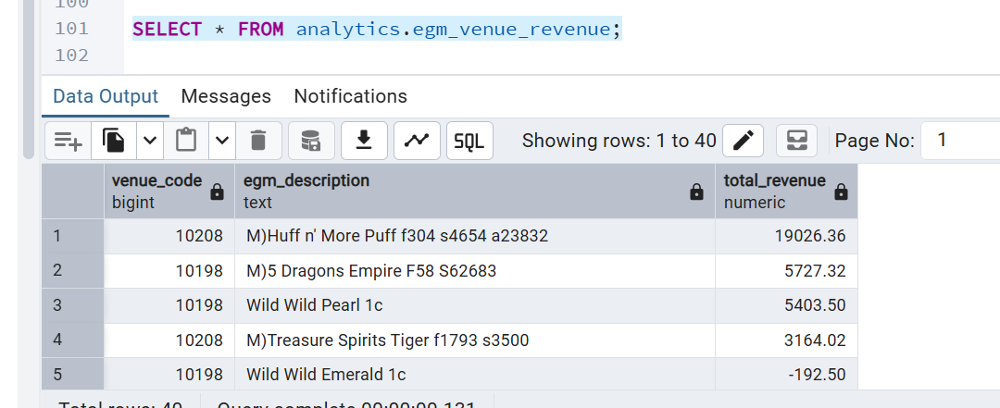 100
101 SELECT * FROM analytics.egm_venue_revenue;
102
Data Output Messages Notifications
SQL Showing rows: 1 to 40 Page No: 1
venue_code egm_description total_revenue
bigint text numeric
1 10208 M)Huff n' More Puff f304 s4654 a23832 19026.36
2 10198 M)5 Dragons Empire F58 S62683 5727.32
3 10198 Wild Wild Pearl 1c 5403.50
4 10208 M)Treasure Spirits Tiger f1793 s3500 3164.02
5 10198 Wild Wild Emerald 1c -192.50
Total rows: 40 Query complete 00:00:00.131